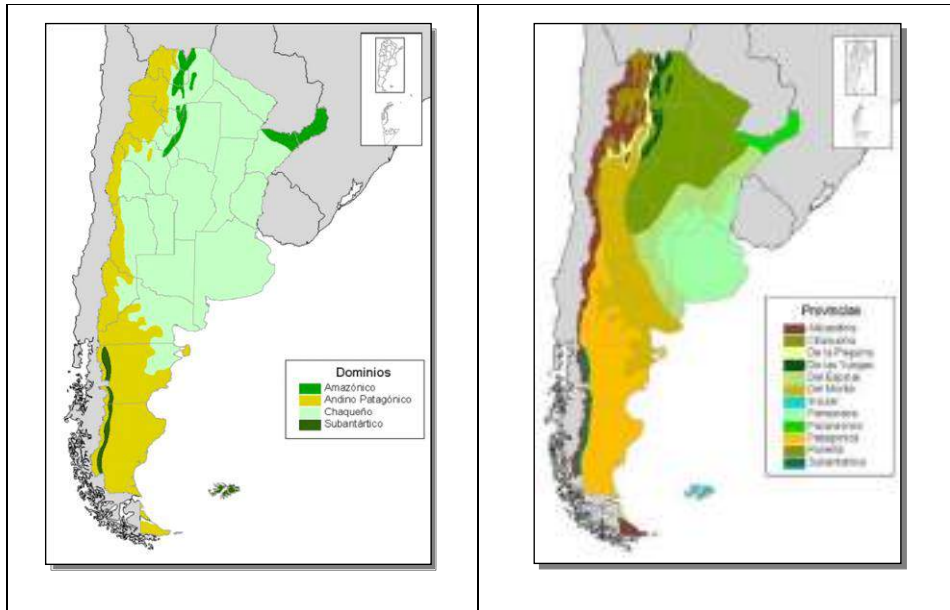 Dominios
Amazónico
Andino Patagónico
Chaqueño
Subantártico
Provincias
Altoandina
Chaqueña
De la Prepuna
De las Yungas
Del Espinal
Del Monte
Insular
Pampeana
Paranaense
Patagónica
Puneña
Subantártica